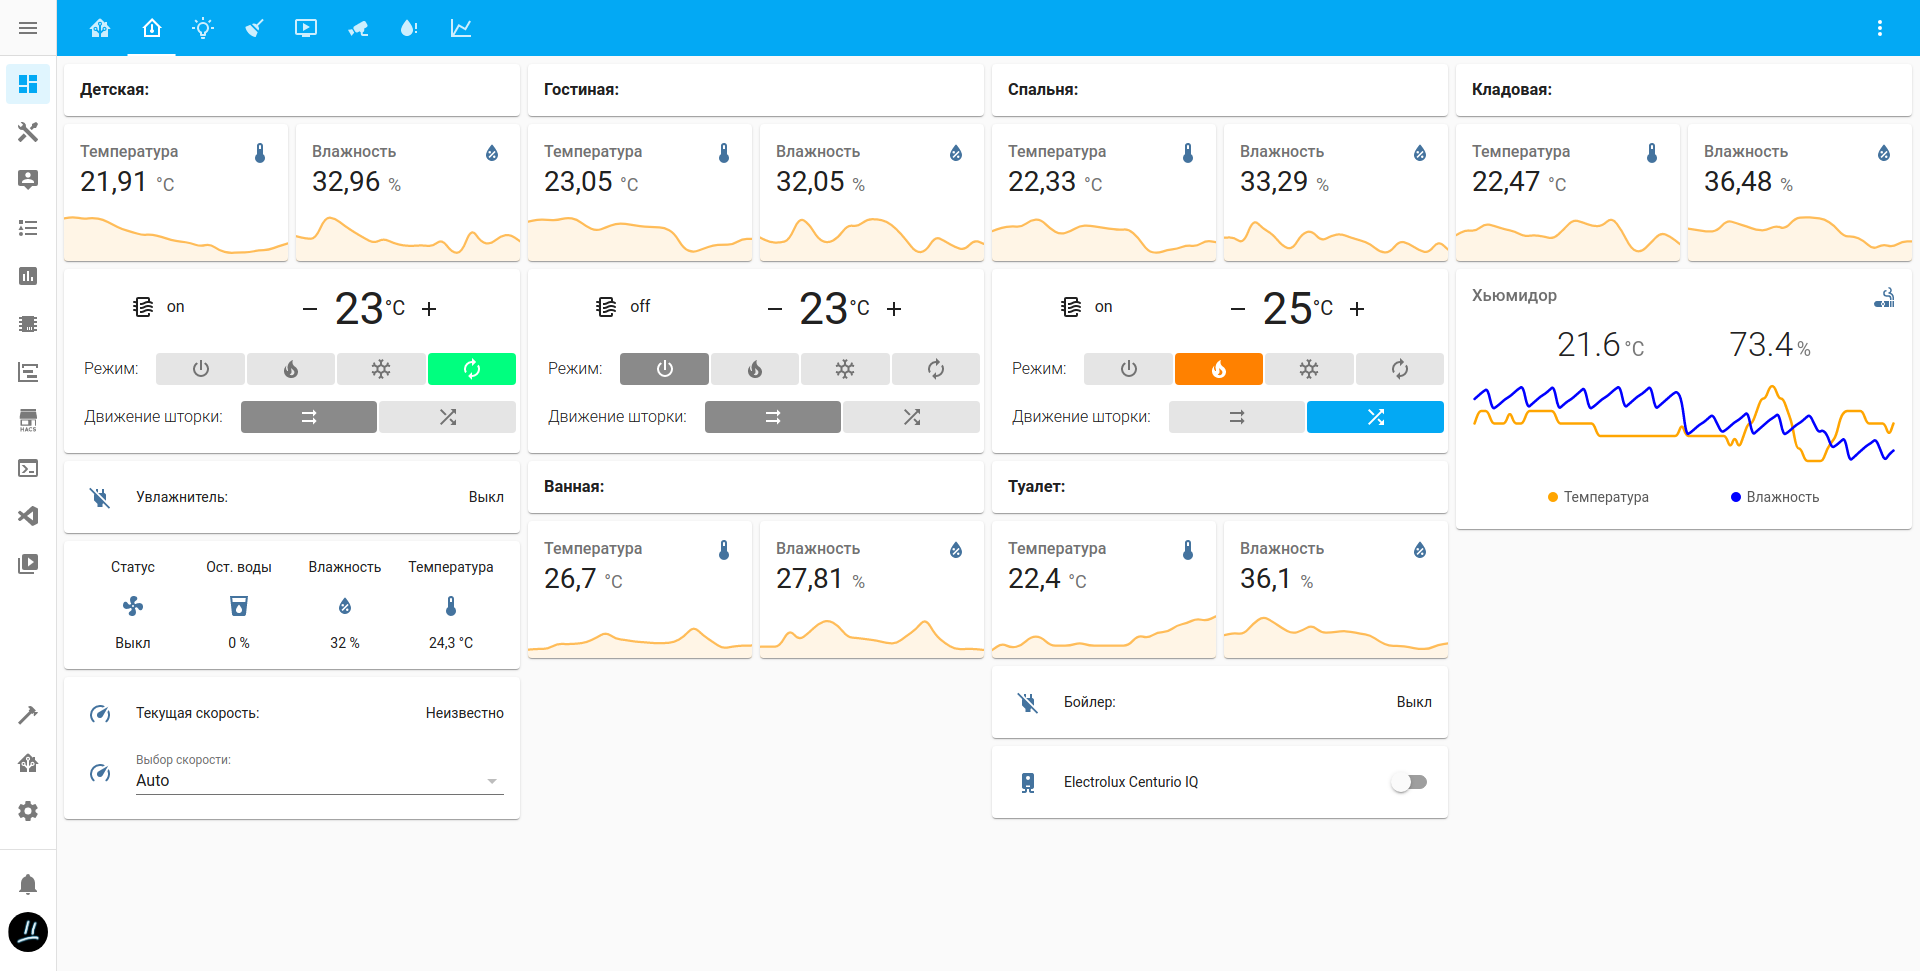 Детская:
Температура
21,91 °C
Влажность
32,96 %
on
23 °C
Режим:
Движение шторки:
Увлажнитель:
Выкл
Статус
Ост. воды
Влажность
Температура
Выкл
0 %
32 %
24,3 °C
Текущая скорость:
Неизвестно
Выбор скорости:
Auto
Гостиная:
Температура
23,05 °C
Влажность
32,05 %
off
23 °C
Режим:
Движение шторки:
Ванная:
Температура
26,7 °C
Влажность
27,81 %
Спальня:
Температура
22,33 °C
Влажность
33,29 %
on
25 °C
Режим:
Движение шторки:
Туалет:
Температура
22,4 °C
Влажность
36,1 %
Бойлер:
Выкл
Electrolux Centurio IQ
Кладовая:
Температура
22,47 °C
Влажность
36,48 %
Хьюмидор
21.6 °C
73.4 %
Температура
Влажность
HACS